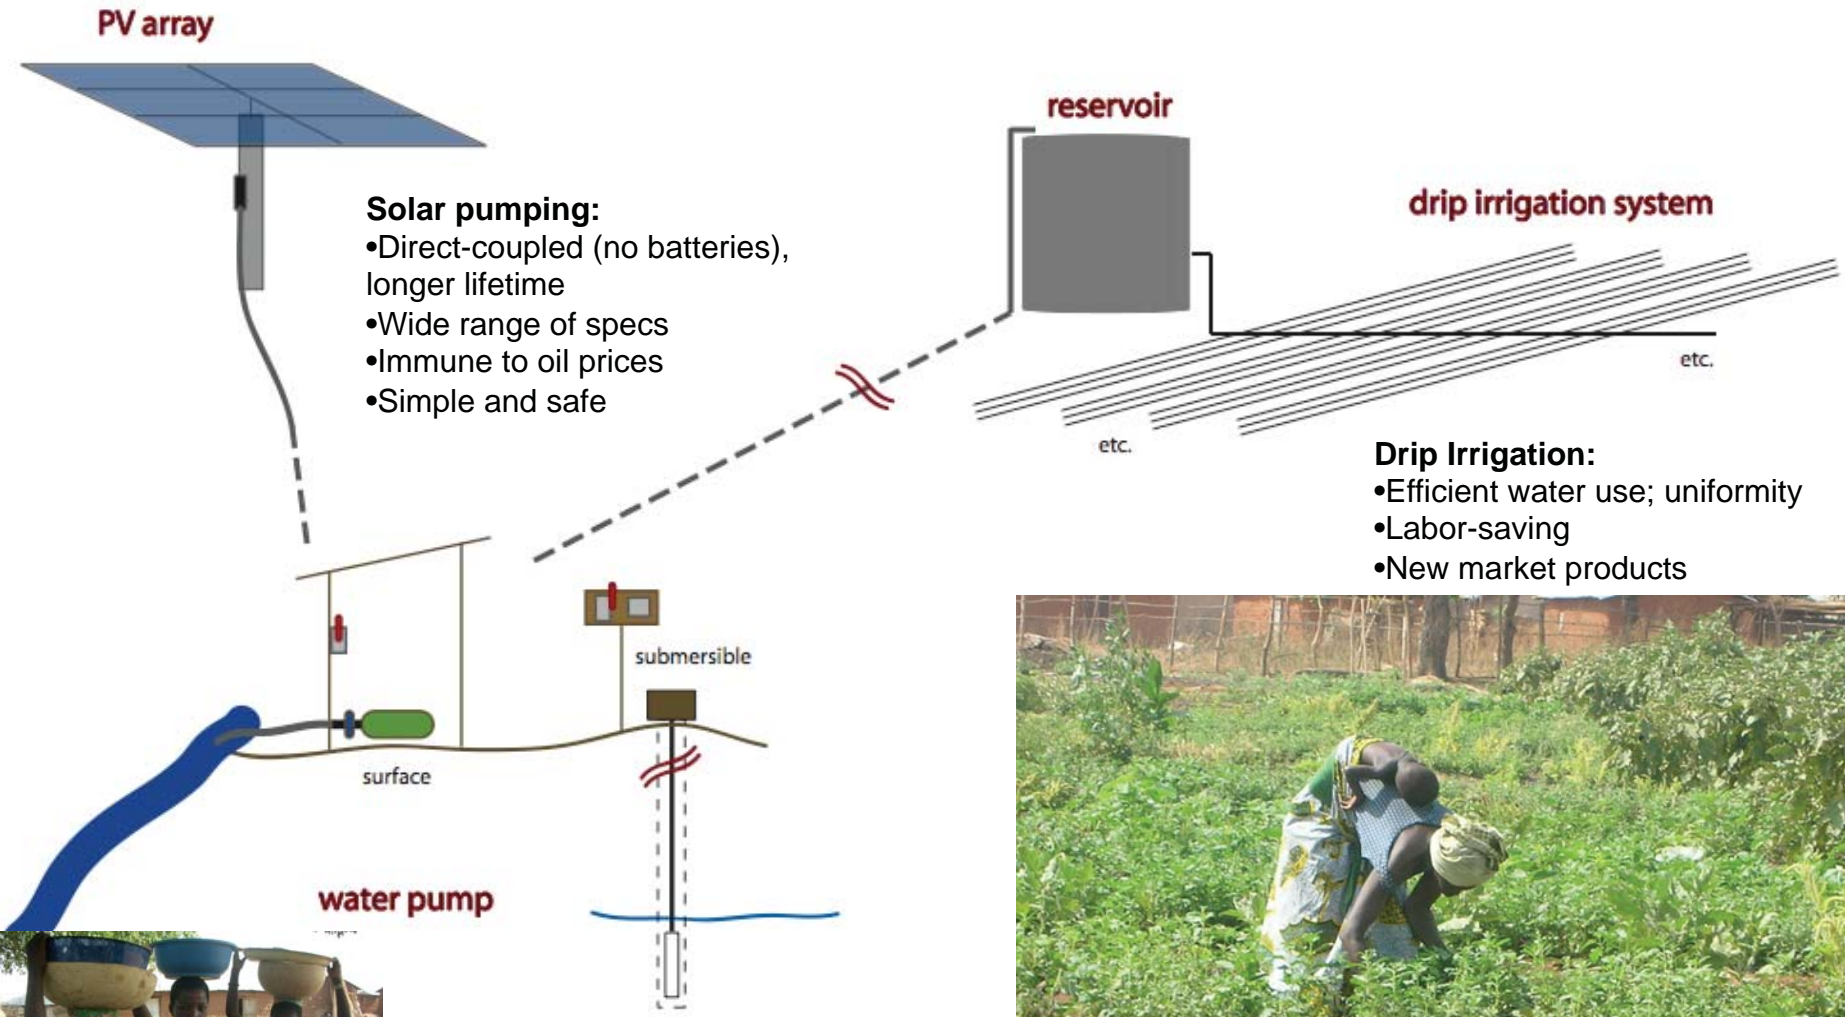 PV array
reservoir
drip irrigation system
Solar pumping:
•Direct-coupled (no batteries),
longer lifetime
•Wide range of specs
•Immune to oil prices
•Simple and safe
etc.
etc.
Drip Irrigation:
•Efficient water use; uniformity
•Labor-saving
•New market products
submersible
surface
water pump